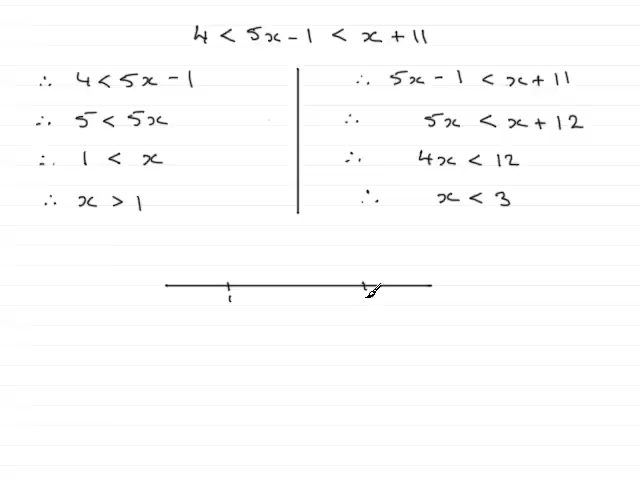 4 < 5x - 1 < x + 11
∴ 4 < 5x - 1
∴ 5 < 5x
∴ 1 < x
∴ x > 1
∴ 5x - 1 < x + 11
∴ 5x < x + 12
∴ 4x < 12
∴ x < 3
1